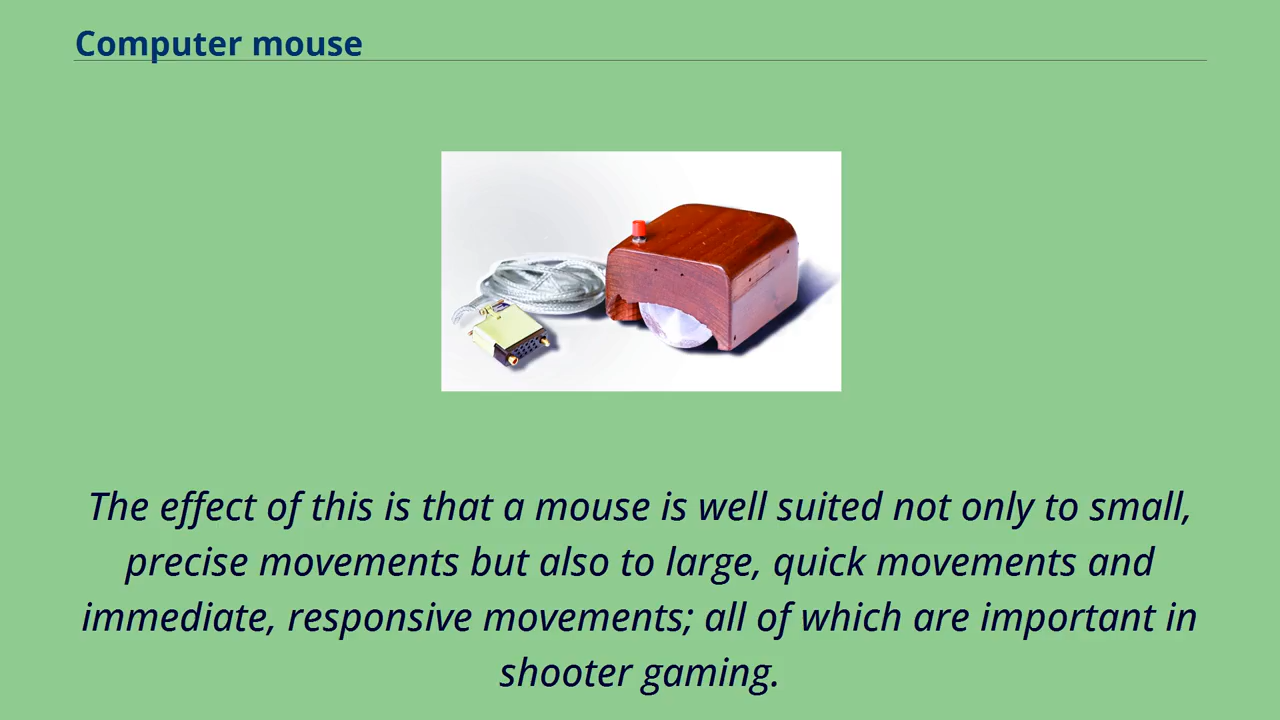 Computer mouse
The effect of this is that a mouse is well suited not only to small,
precise movements but also to large, quick movements and
immediate, responsive movements; all of which are important in
shooter gaming.